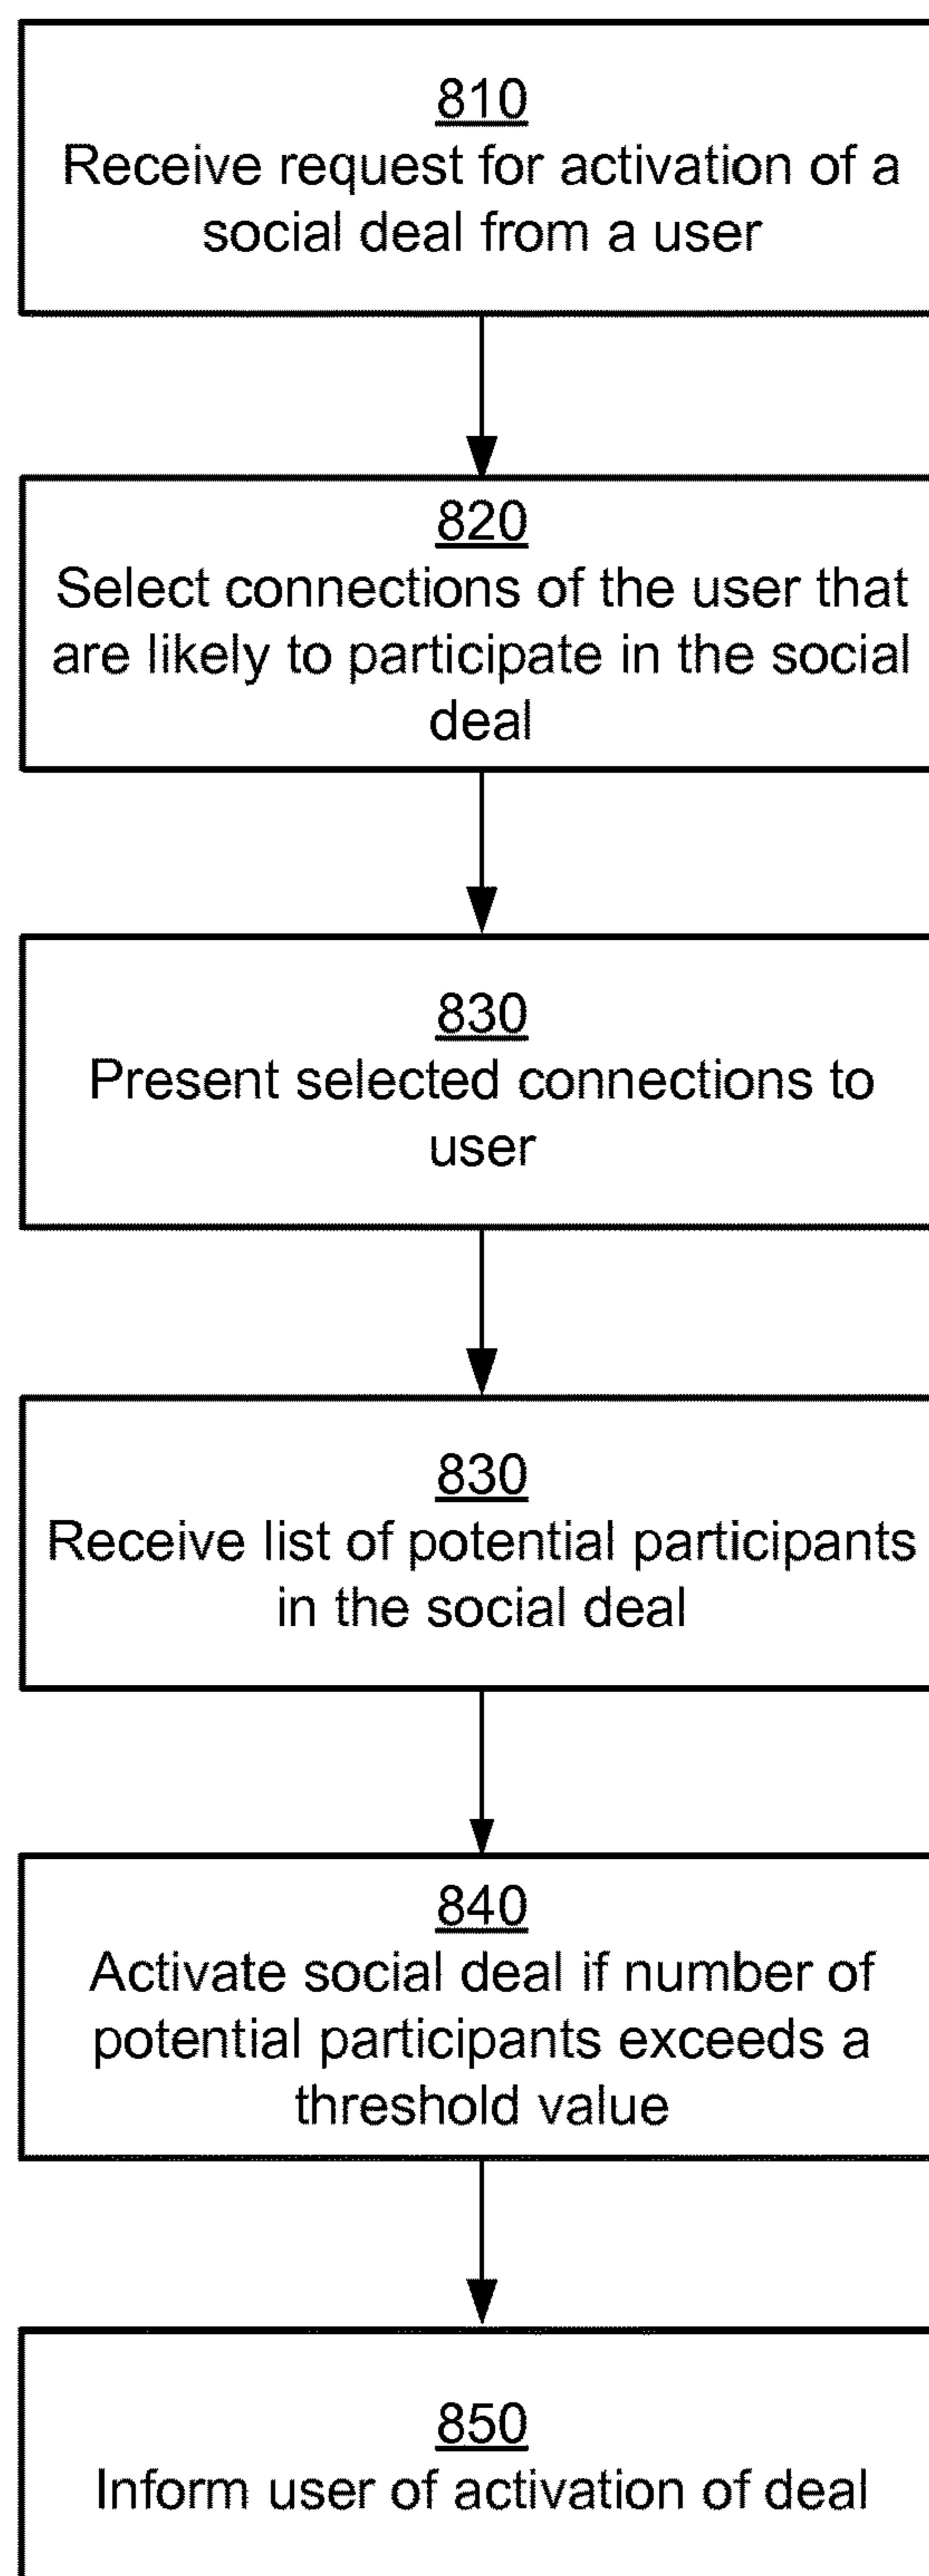 810
Receive request for activation of a
social deal from a user
820
Select connections of the user that
are likely to participate in the social
deal
830
Present selected connections to
user
830
Receive list of potential participants
in the social deal
840
Activate social deal if number of
potential participants exceeds a
threshold value
850
Inform user of activation of deal